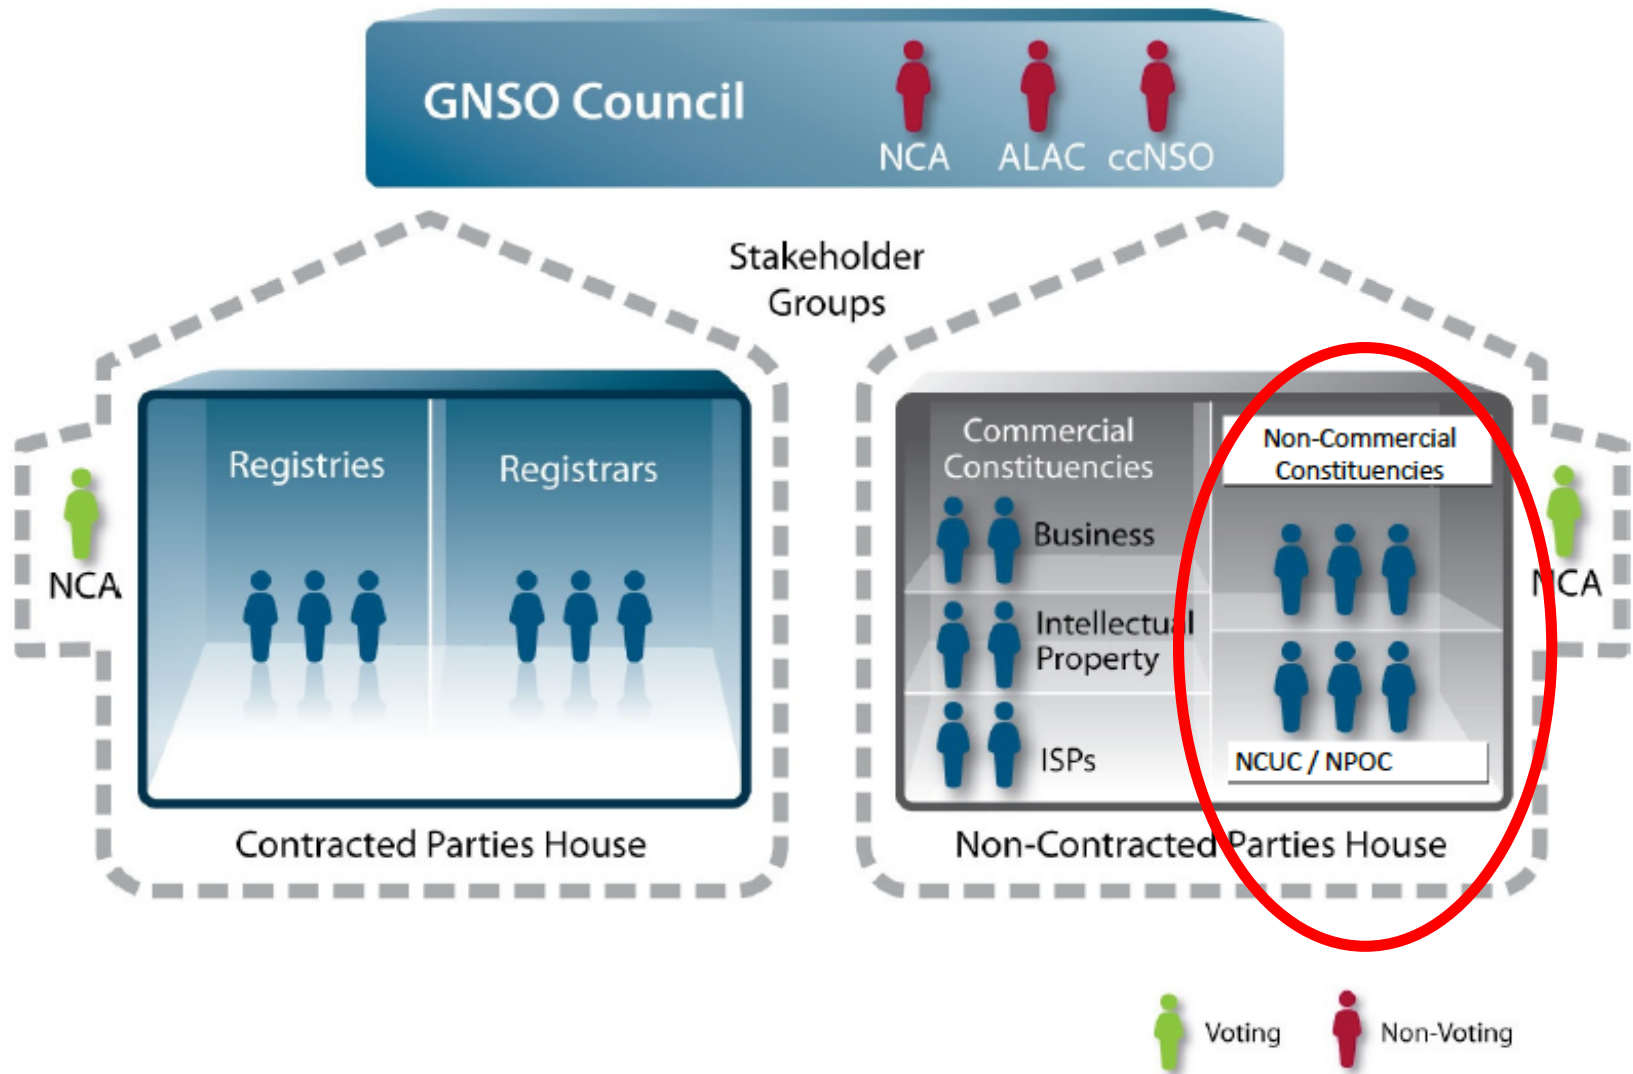 GNSO Council
NCA
ALAC
ccNSO
Stakeholder
Groups
Registries
Registrars
NCA
Contracted Parties House
Commercial
Constituencies
Business
Intellectual
Property
ISPs
Non-Commercial
Constituencies
NCUC / NPOC
NCA
Non-Contracted Parties House
Voting
Non-Voting